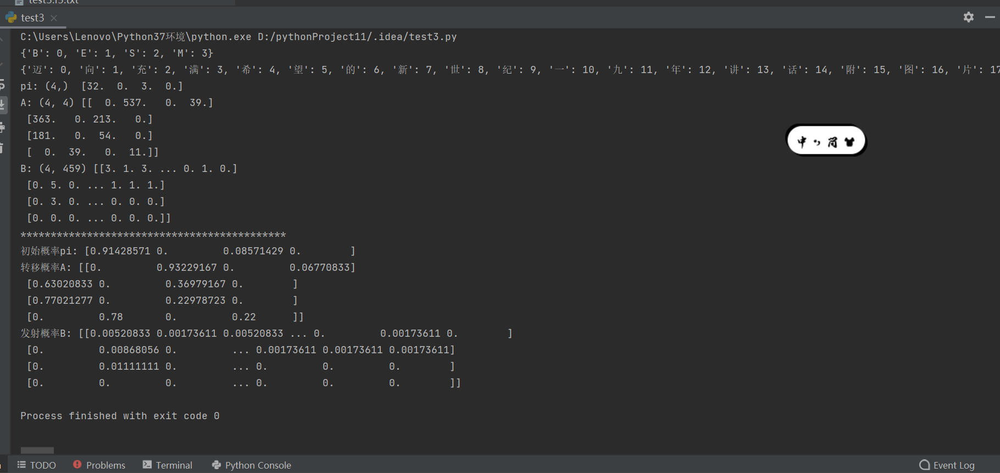 test3
C:\Users\Lenovo\Python37环境\python.exe D:/pythonProject11/.idea/test3.py
{'B': 0, 'E': 1, 'S': 2, 'M': 3}
{'迈': 0, '向': 1, '充': 2, '满': 3, '希': 4, '望': 5, '的': 6, '新': 7, '世': 8, '纪': 9, '一': 10, '九': 11, '年': 12, '讲': 13, '话': 14, '附': 15, '图': 16, '片': 17
pi: (4,)  [32.  0.  3.  0.]
A: (4, 4) [[  0. 537.   0.  39.]
 [363.   0. 213.   0.]
 [181.   0.  54.   0.]
 [  0.  39.   0.  11.]]
B: (4, 459) [[3. 1. 3. ... 0. 1. 0.]
 [0. 5. 0. ... 1. 1. 1.]
 [0. 3. 0. ... 0. 0. 0.]
 [0. 0. 0. ... 0. 0. 0.]]
********************************************
初始概率pi: [0.91428571 0.         0.08571429 0.        ]
转移概率A: [[0.         0.93229167 0.         0.06770833]
 [0.63020833 0.         0.36979167 0.        ]
 [0.77021277 0.         0.22978723 0.        ]
 [0.         0.78       0.         0.22      ]]
发射概率B: [[0.00520833 0.00173611 0.00520833 ... 0.         0.00173611 0.        ]
 [0.         0.00868056 0.         ... 0.00173611 0.00173611 0.00173611]
 [0.         0.01111111 0.         ... 0.         0.         0.        ]
 [0.         0.         0.         ... 0.         0.         0.        ]]
中 简
Process finished with exit code 0
TODO Problems Terminal Python Console Event Log